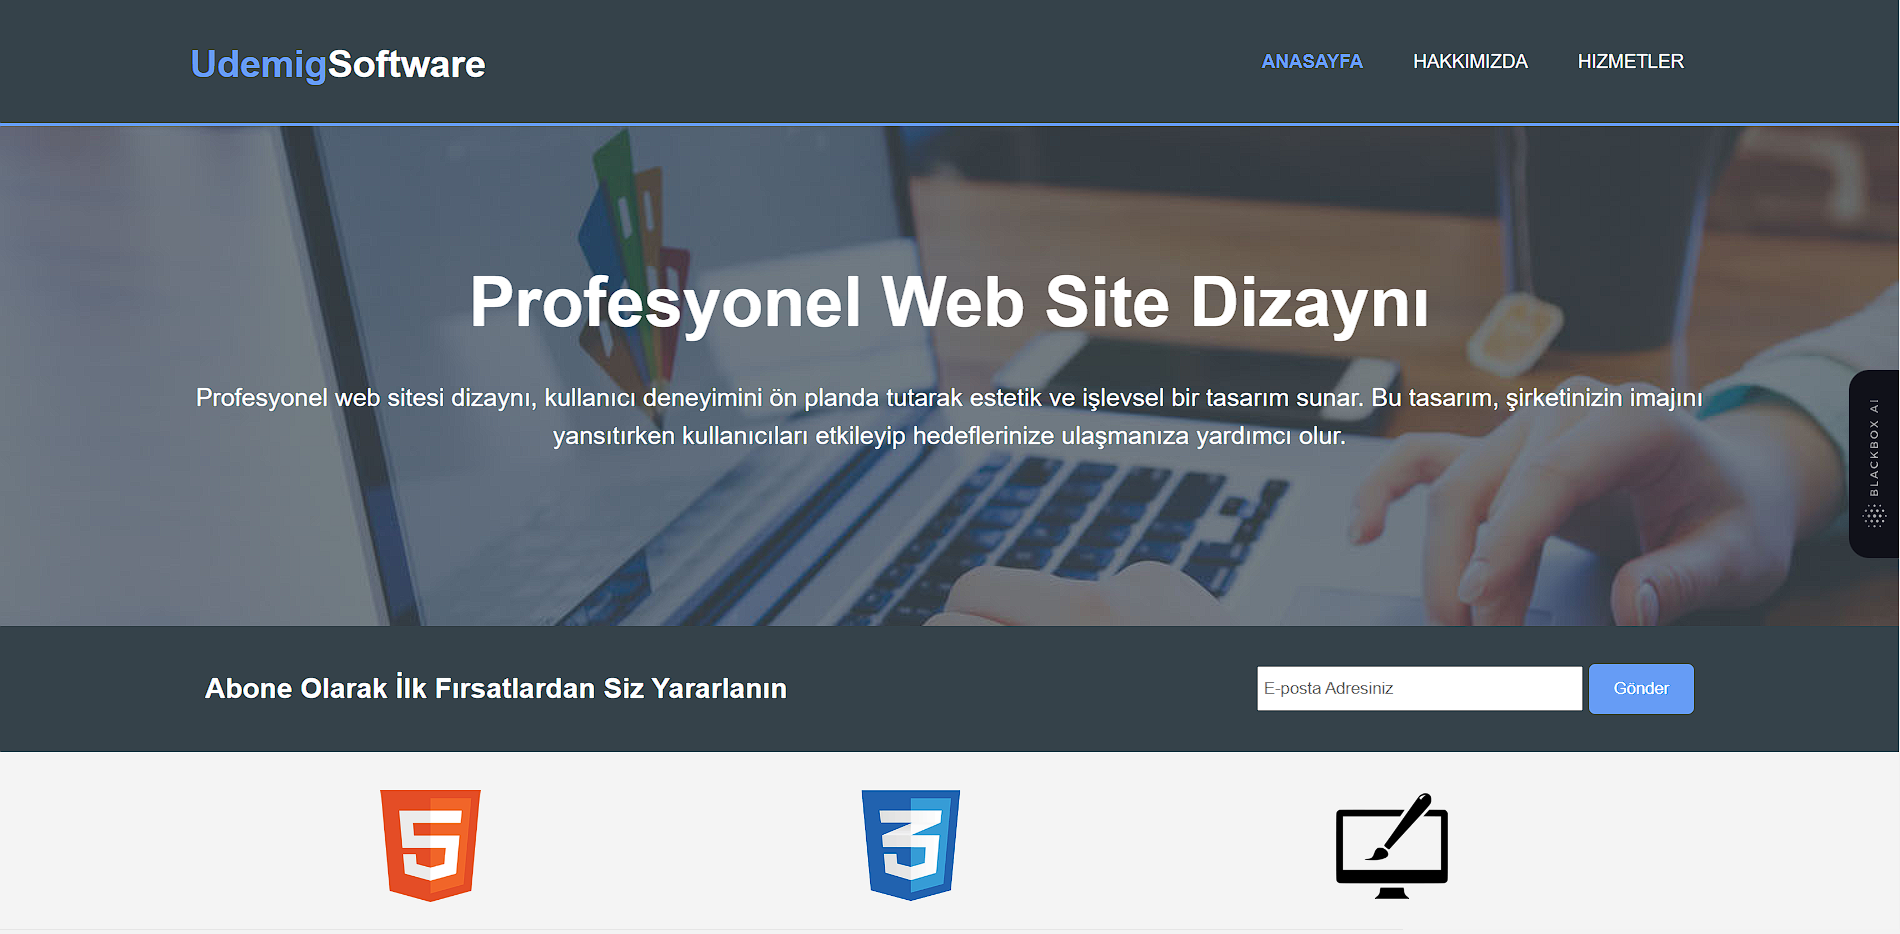 UdemigSoftware
ANASAYFA HAKKIMIZDA HIZMETLER
Profesyonel Web Site Dizaynı
Profesyonel web sitesi dizaynı, kullanıcı deneyimini ön planda tutarak estetik ve işlevsel bir tasarım sunar. Bu tasarım, şirketinizin imajını
yansıtırken kullanıcıları etkileyip hedeflerinize ulaşmanıza yardımcı olur.
BLACKBOX AI
Abone Olarak İlk Fırsatlardan Siz Yararlanın
E-posta Adresiniz
Gönder
5
3